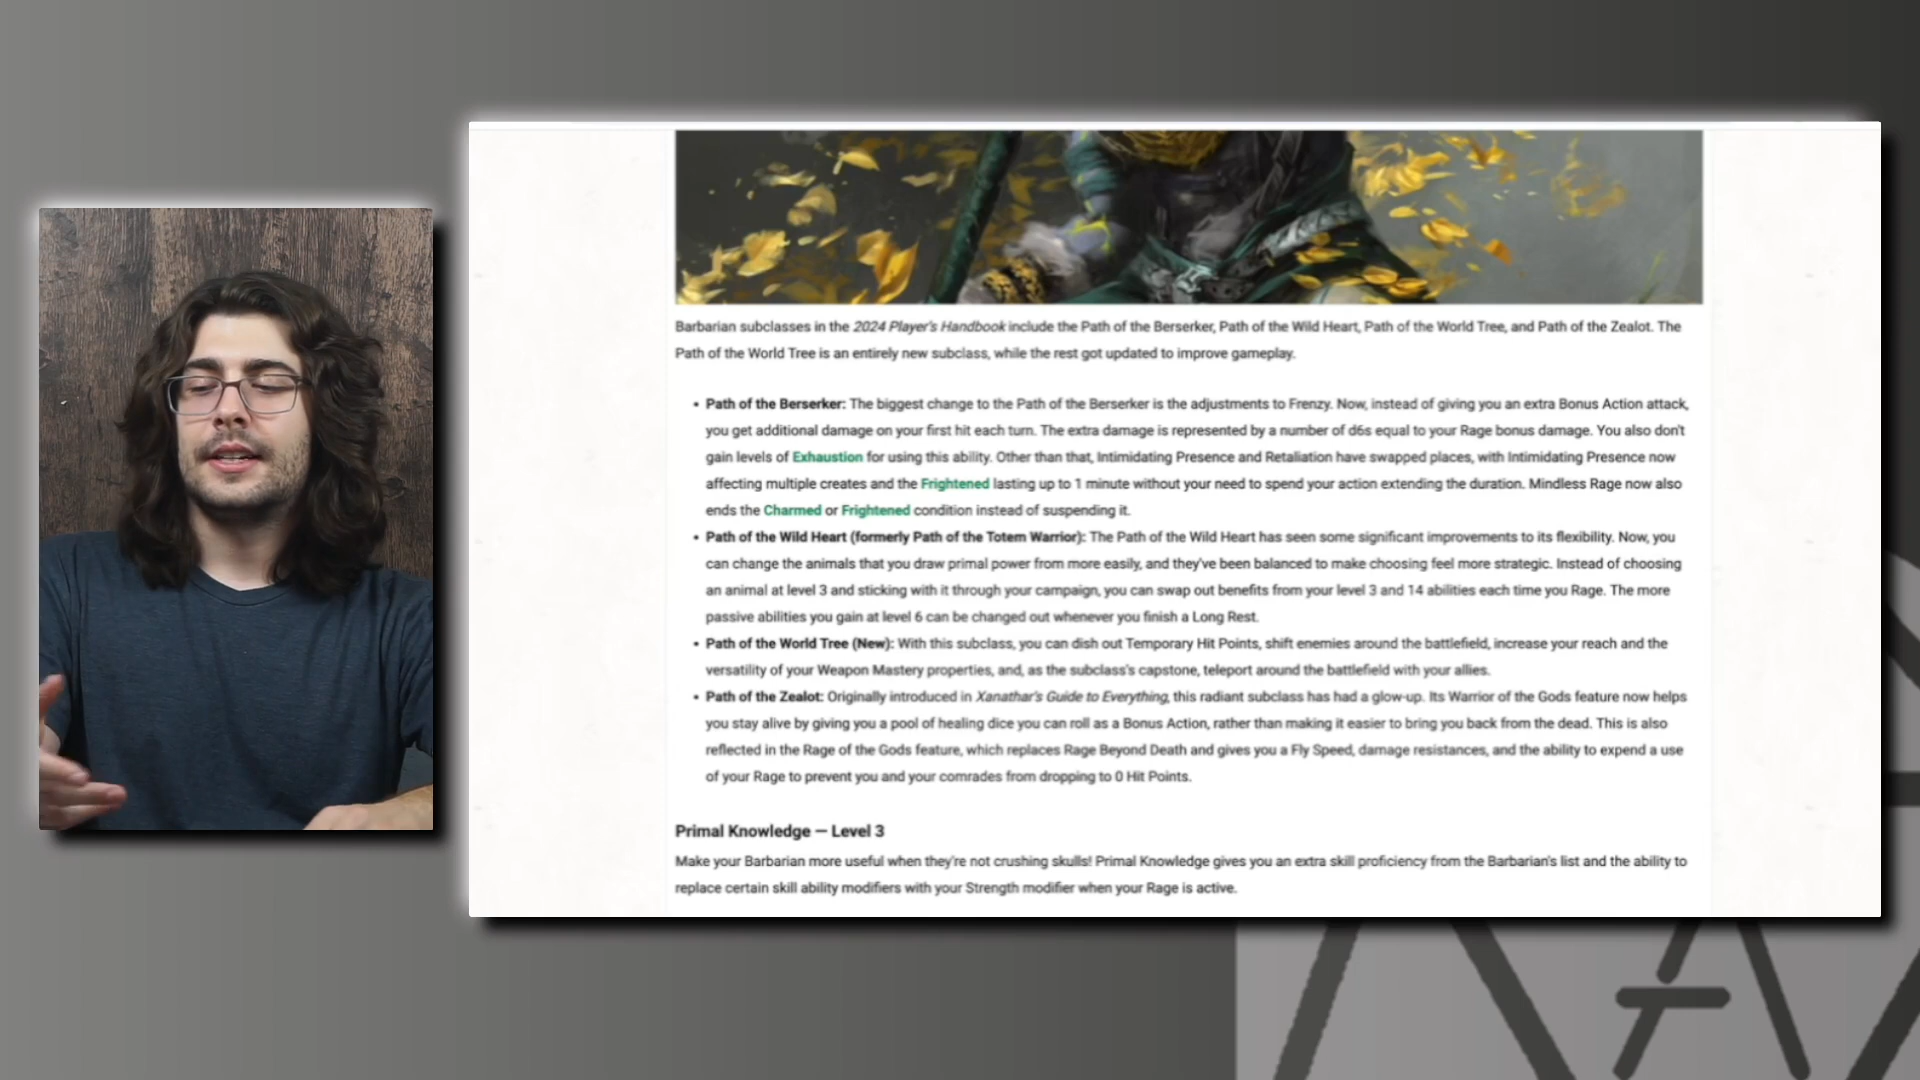 Barbarian subclasses in the 2024 Player's Handbook include the Path of the Berserker, Path of the Wild Heart, Path of the World Tree, and Path of the Zealot. The
Path of the World Tree is an entirely new subclass, while the rest got updated to improve gameplay.
• Path of the Berserker: The biggest change to the Path of the Berserker is the adjustments to Frenzy. Now, instead of giving you an extra Bonus Action attack,
you get additional damage on your first hit each turn. The extra damage is represented by a number of d6s equal to your Rage bonus damage. You also don't
gain levels of Exhaustion for using this ability. Other than that, Intimidating Presence and Retaliation have swapped places, with Intimidating Presence now
affecting multiple creates and the Frightened lasting up to 1 minute without your need to spend your action extending the duration. Mindless Rage now also
ends the Charmed or Frightened condition instead of suspending it.
• Path of the Wild Heart (formerly Path of the Totem Warrior): The Path of the Wild Heart has seen some significant improvements to its flexibility. Now, you
can change the animals that you draw primal power from more easily, and they've been balanced to make choosing feel more strategic. Instead of choosing
an animal at level 3 and sticking with it through your campaign, you can swap out benefits from your level 3 and 14 abilities each time you Rage. The more
passive abilities you gain at level 6 can be changed out whenever you finish a Long Rest.
• Path of the World Tree (New): With this subclass, you can dish out Temporary Hit Points, shift enemies around the battlefield, increase your reach and the
versatility of your Weapon Mastery properties, and, as the subclass's capstone, teleport around the battlefield with your allies.
• Path of the Zealot: Originally introduced in Xanathar's Guide to Everything, this radiant subclass has had a glow-up. Its Warrior of the Gods feature now helps
you stay alive by giving you a pool of healing dice you can roll as a Bonus Action, rather than making it easier to bring you back from the dead. This is also
reflected in the Rage of the Gods feature, which replaces Rage Beyond Death and gives you a Fly Speed, damage resistances, and the ability to expend a use
of your Rage to prevent you and your comrades from dropping to 0 Hit Points.
Primal Knowledge — Level 3
Make your Barbarian more useful when they're not crushing skulls! Primal Knowledge gives you an extra skill proficiency from the Barbarian's list and the ability to
replace certain skill ability modifiers with your Strength modifier when your Rage is active.